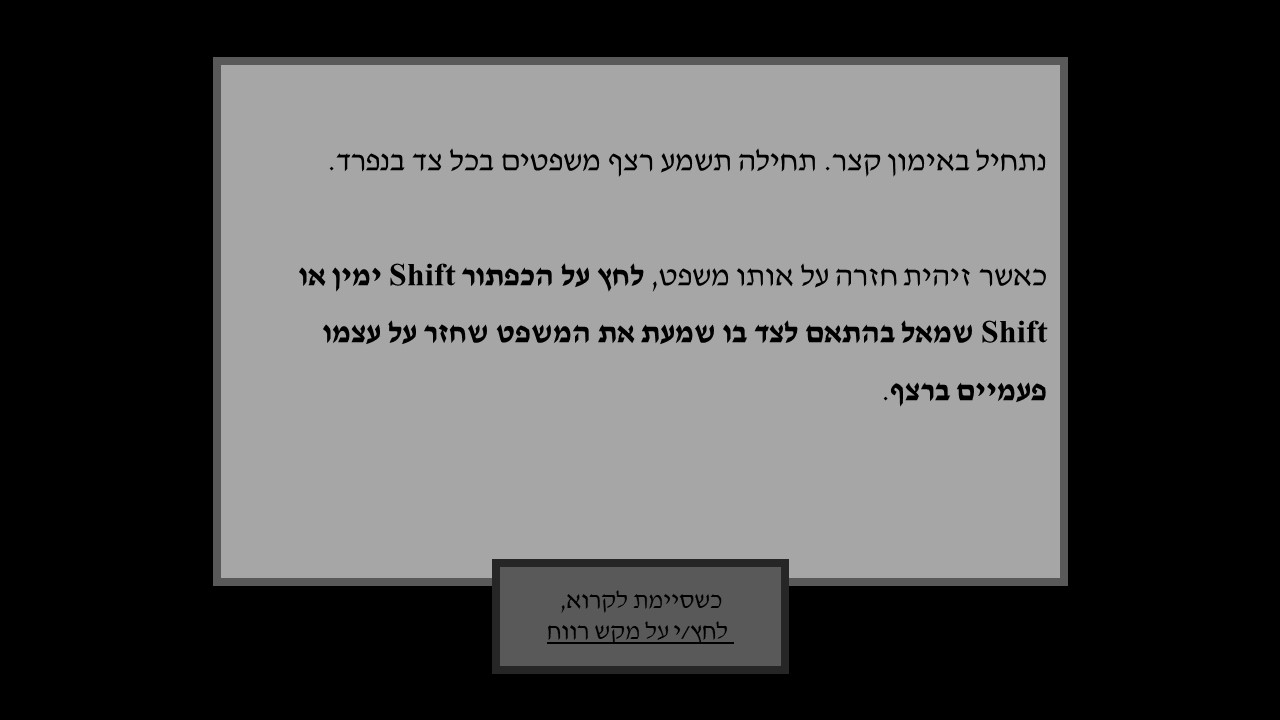 נתחיל באימון קצר. תחילה תשמע רצף משפטים בכל צד בנפרד.
כאשר זיהית חזרה על אותו משפט, לחץ על הכפתור Shift ימין או
Shift שמאל בהתאם לצד בו שמעת את המשפט שחזר על עצמו
פעמיים ברצף.
כשסיימת לקרוא,
לחץ/י על מקש רווח